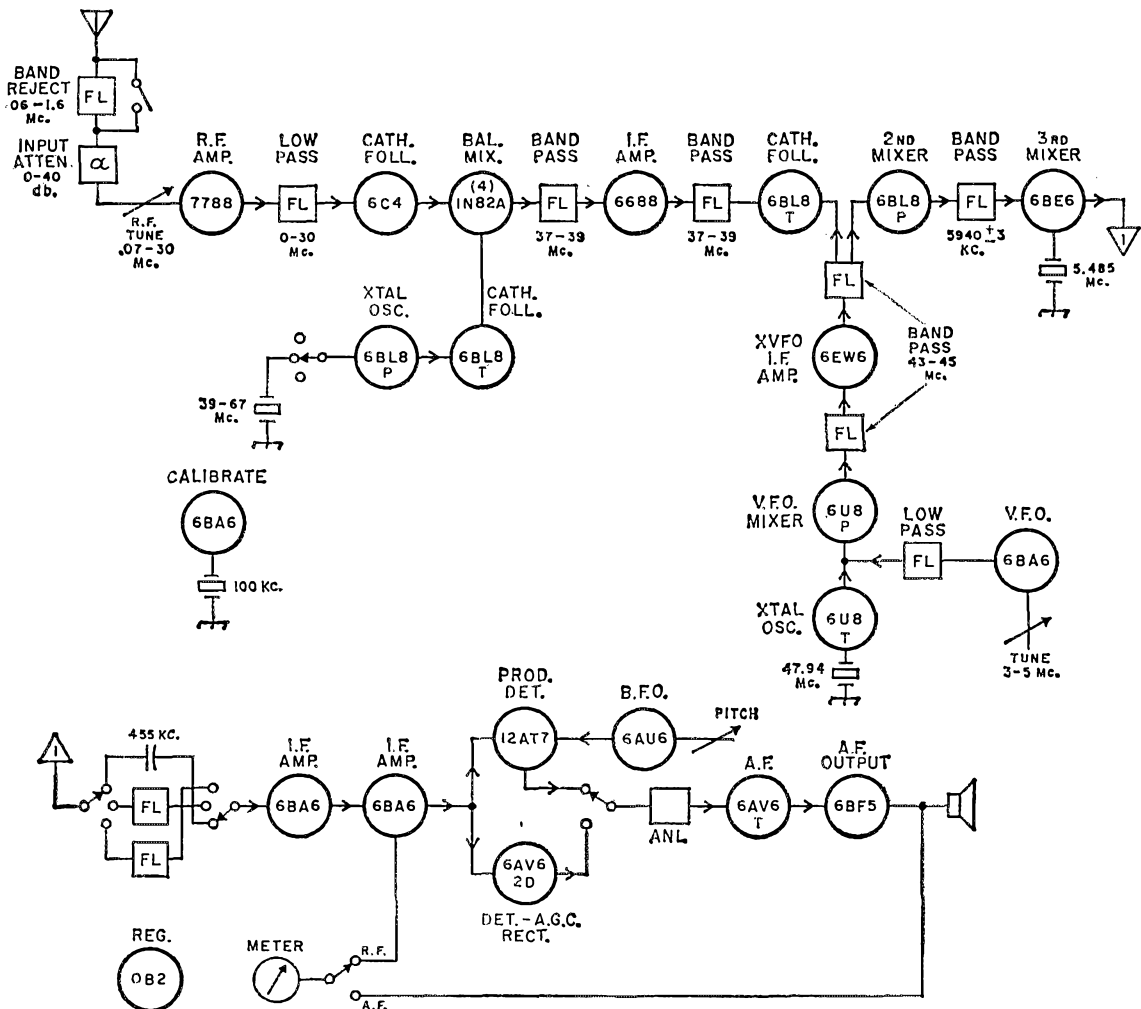 BAND
REJECT
.06-1.6
Mc.
FL
INPUT
ATTEN.
0-40
db.
α
R.F.
TUNE
.07-30
Mc.
R.F.
AMP.
7788
LOW
PASS
FL
0-30
Mc.
CATH.
FOLL.
6C4
BAL.
MIX.
(4)
1N82A
BAND
PASS
FL
37-39
Mc.
I.F.
AMP.
6688
BAND
PASS
FL
37-39
Mc.
CATH.
FOLL.
6BL8
T
2ND
MIXER
6BL8
P
BAND
PASS
FL
5940 ±3
KC.
3RD
MIXER
6BE6
1
5.485
Mc.
XTAL
OSC.
6BL8
P
CATH.
FOLL.
6BL8
T
39-67
Mc.
FL
XVFO
I.F.
AMP.
6EW6
BAND
PASS
43-45
Mc.
FL
CALIBRATE
6BA6
100 KC.
V.F.O.
MIXER
6U8
P
LOW
PASS
FL
V.F.O.
6BA6
TUNE
3-5 Mc.
XTAL
OSC.
6U8
T
47.94
Mc.
1
455 KC.
FL
FL
I.F.
AMP.
6BA6
I.F.
AMP.
6BA6
PROD.
DET.
12AT7
B.F.O.
6AU6
PITCH
6AV6
2D
DET.-A.G.C.
RECT.
ANL
A.F.
6AV6
T
A.F.
OUTPUT
6BF5
REG.
OB2
METER
R.F.
A.F.